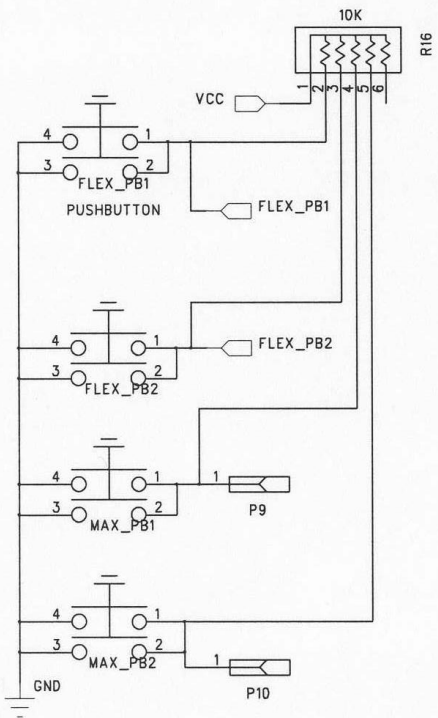 10K
R16
VCC
1
2
3
4
5
6
4
1
3
2
FLEX_PB1
PUSHBUTTON
FLEX_PB1
4
1
FLEX_PB2
3
2
FLEX_PB2
4
1
1
3
2
MAX_PB1
P9
4
1
3
2
MAX_PB2
1
GND
P10